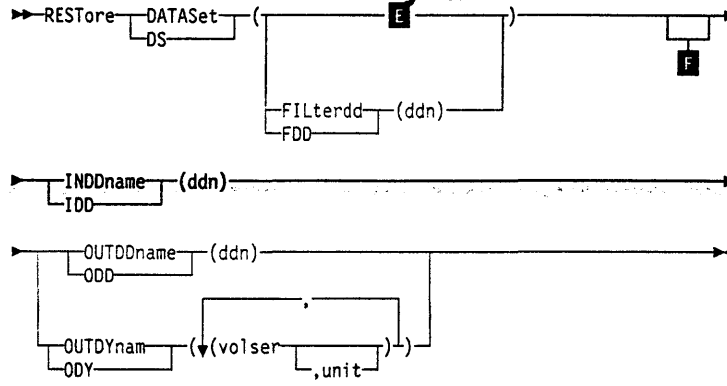 RESTore DATASet ( E ) F
DS
FILterdd (ddn)
FDD
INDDname (ddn)
IDD
OUTDDname (ddn)
ODD
,
OUTDYnam ( (volser ) )
ODY ,unit